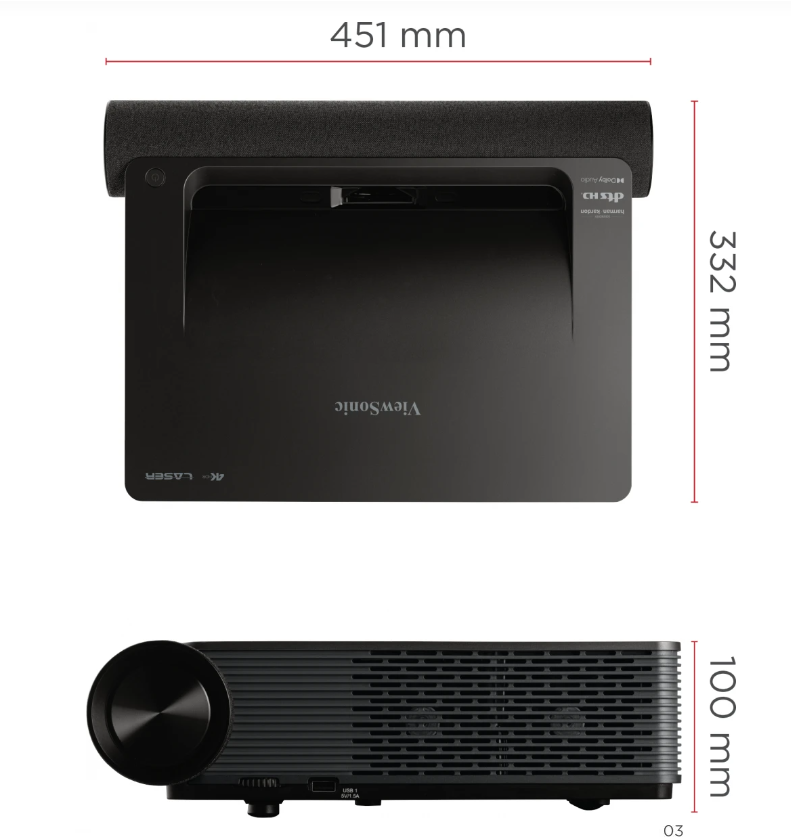 451 mm
Dolby Audio
dts HD
harman kardon
332 mm
ViewSonic
LASER 4K
100 mm
USB 1
5V/1.5A
03